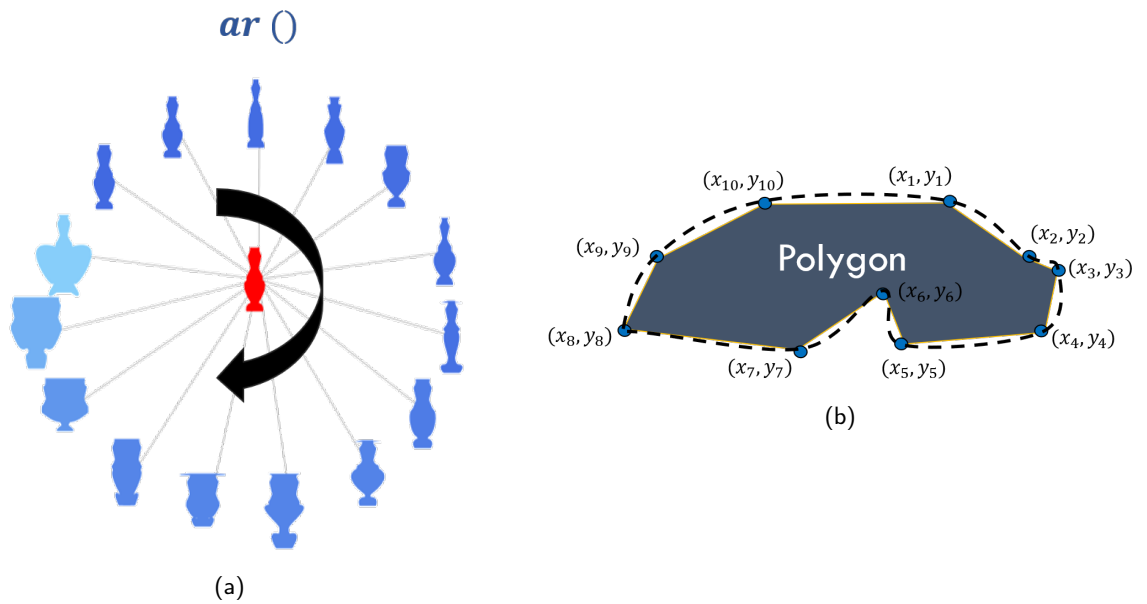 ar ()
(a)
(x₁₀, y₁₀)
(x₁, y₁)
(x₂, y₂)
(x₃, y₃)
(x₄, y₄)
(x₅, y₅)
(x₆, y₆)
(x₇, y₇)
(x₈, y₈)
(x₉, y₉)
Polygon
(b)